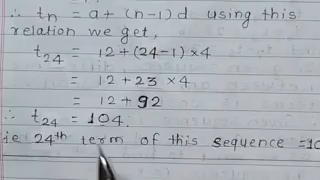 ∴ tn = a + (n-1) d using this
relation we get,
t24 = 12 + (24-1) × 4
= 12 + 23 × 4
= 12 + 92
∴ t24 = 104
ie 24th term of this sequence = 10